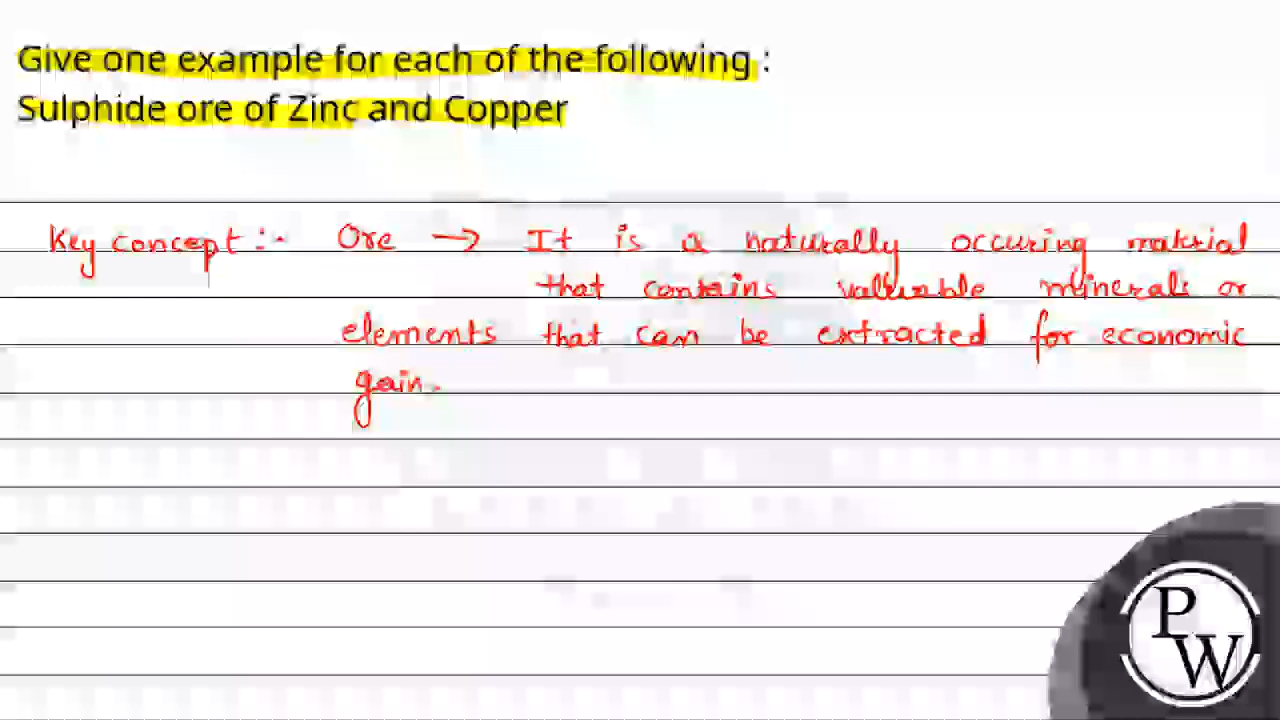 Give one example for each of the following :
Sulphide ore of Zinc and Copper
Key concept :- Ore → It is a naturally occuring material
that contains valuable minerals or
elements that can be extracted for economic
gain.
P
W